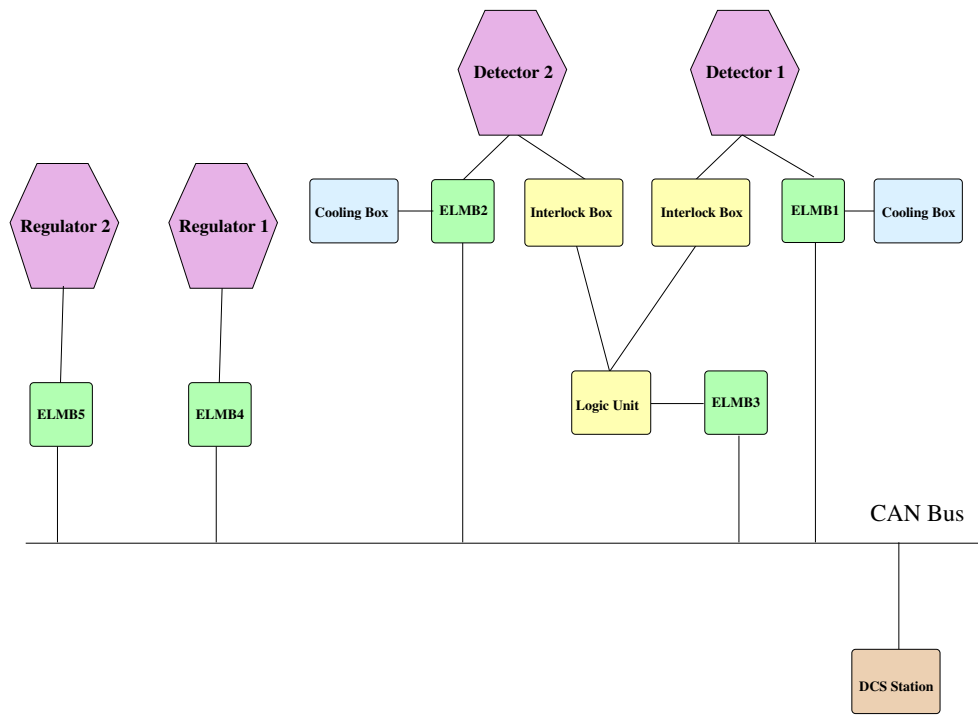 Detector 2
Detector 1
Regulator 2
Regulator 1
Cooling Box
ELMB2
Interlock Box
Interlock Box
ELMB1
Cooling Box
ELMB5
ELMB4
Logic Unit
ELMB3
CAN Bus
DCS Station